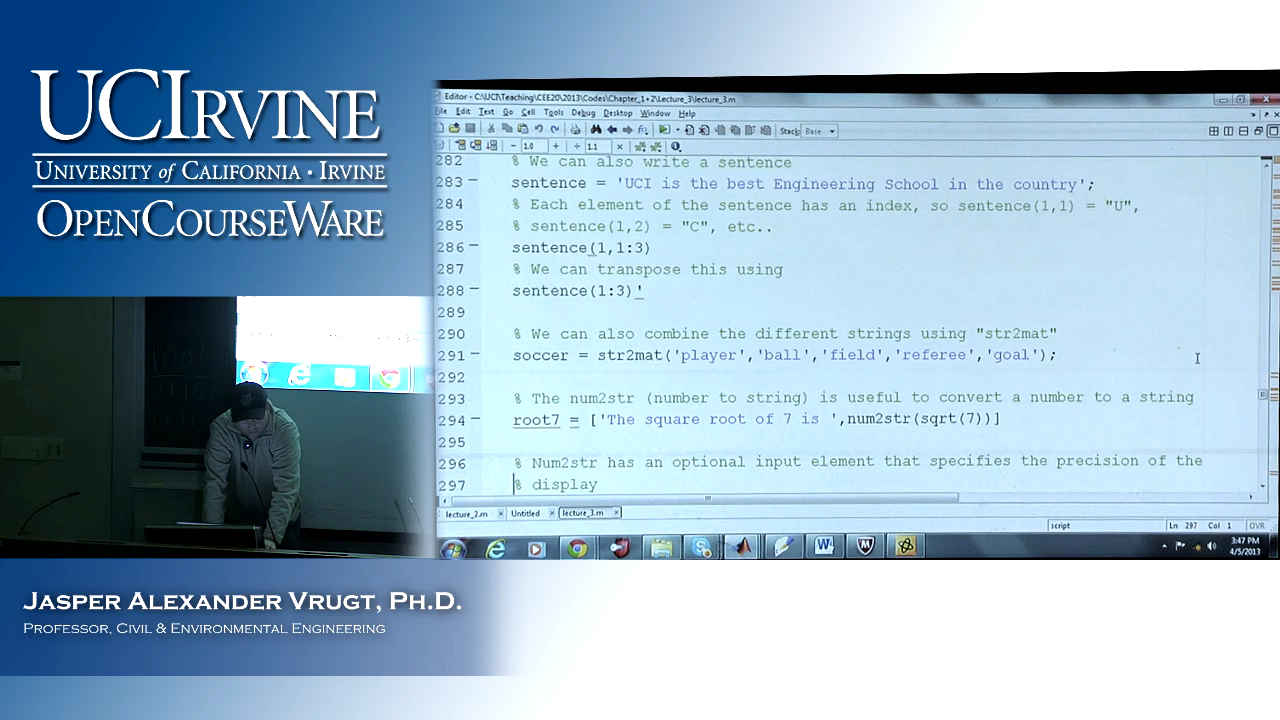 UCIRVINE
UNIVERSITY of CALIFORNIA • IRVINE
OPENCOURSEWARE
JASPER ALEXANDER VRUGT, PH.D.
PROFESSOR, CIVIL & ENVIRONMENTAL ENGINEERING
Editor - C:\UCI\Teaching\CEE20\2013\Codes\Chapter_1+2\Lecture_3\lecture_3.m
File Edit Text Go Cell Tools Debug Desktop Window Help
Stack: Base
1.0 + ÷ 1.1 ×
282 % We can also write a sentence
283 – sentence = 'UCI is the best Engineering School in the country';
284 % Each element of the sentence has an index, so sentence(1,1) = "U",
285 % sentence(1,2) = "C", etc..
286 – sentence(1,1:3)
287 % We can transpose this using
288 – sentence(1:3)'
289
290 % We can also combine the different strings using "str2mat"
291 – soccer = str2mat('player','ball','field','referee','goal');
292
293 % The num2str (number to string) is useful to convert a number to a string
294 – root7 = ['The square root of 7 is ',num2str(sqrt(7))]
295
296 % Num2str has an optional input element that specifies the precision of the
297 % display
lecture_2.m × Untitled × lecture_3.m ×
script Ln 297 Col 1 OVR
3:47 PM
4/5/2013